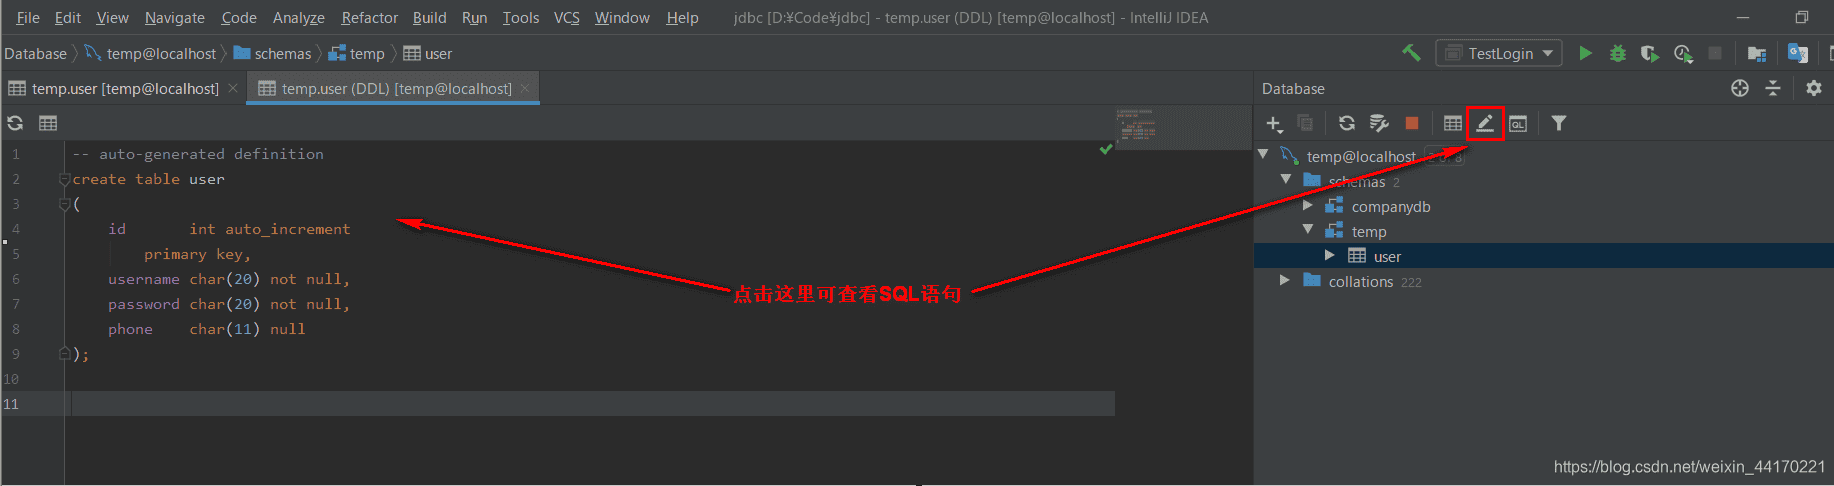 File Edit View Navigate Code Analyze Refactor Build Run Tools VCS Window Help jdbc [D:¥Code¥jdbc] - temp.user (DDL) [temp@localhost] - IntelliJ IDEA
Database temp@localhost schemas temp user
TestLogin
temp.user [temp@localhost]
temp.user (DDL) [temp@localhost]
Database
QL
1 -- auto-generated definition
2 create table user
3 (
4 id int auto_increment
5 primary key,
6 username char(20) not null,
7 password char(20) not null,
8 phone char(11) null
9 );
10
11
点击这里可查看SQL语句
temp@localhost 2 of 8
schemas 2
companydb
temp
user
collations 222
https://blog.csdn.net/weixin_44170221